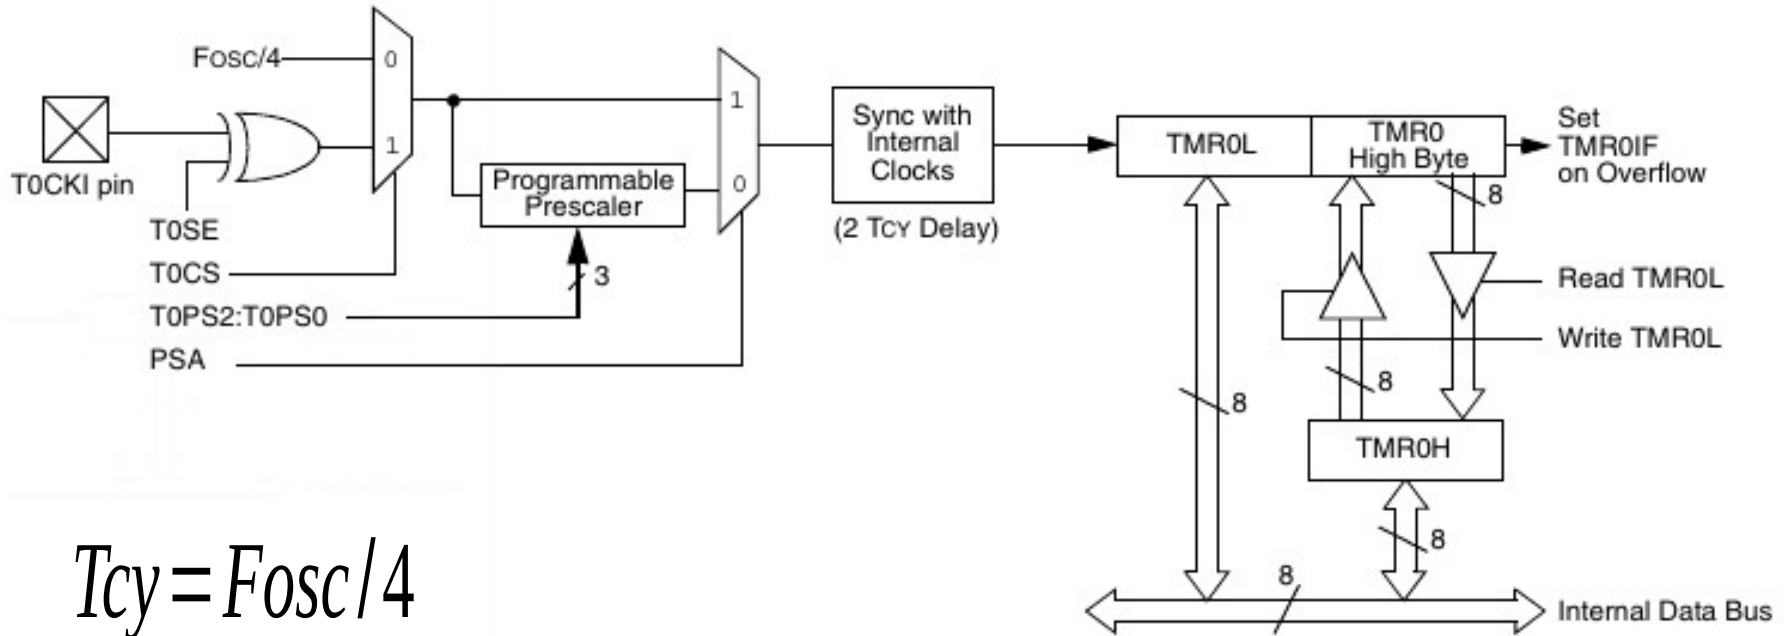 Fosc/4
0
1
T0CKI pin
T0SE
T0CS
T0PS2:T0PS0
PSA
Programmable
Prescaler
3
1
0
Sync with
Internal
Clocks
(2 TCY Delay)
TMR0L
TMR0
High Byte
Set
TMR0IF
on Overflow
8
Read TMR0L
Write TMR0L
8
8
TMR0H
8
8
Internal Data Bus
Tcy = Fosc/4